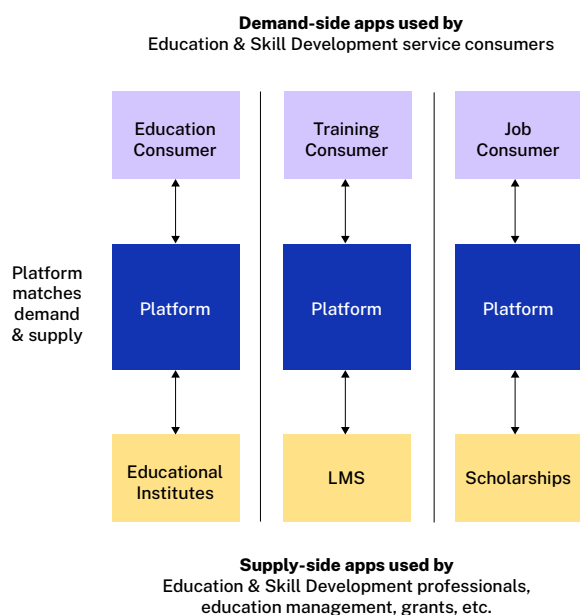 Demand-side apps used by
Education & Skill Development service consumers
Education
Consumer
Training
Consumer
Job
Consumer
Platform
matches
demand
& supply
Platform
Platform
Platform
Educational
Institutes
LMS
Scholarships
Supply-side apps used by
Education & Skill Development professionals,
education management, grants, etc.